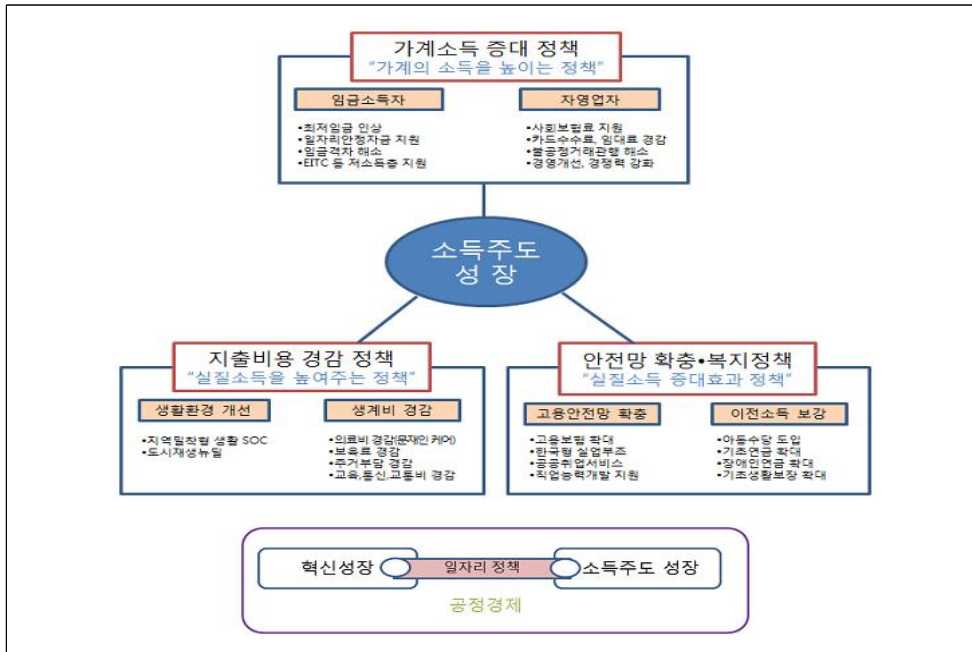 가계소득 증대 정책
“가계의 소득을 높이는 정책”
임금소득자
•최저임금 인상
•일자리안정자금 지원
•임금격차 해소
•EITC 등 저소득층 지원
자영업자
•사회보험료 지원
•카드수수료, 임대료 경감
•불공정거래관행 해소
•경영개선, 경쟁력 강화
소득주도
성 장
지출비용 경감 정책
“실질소득을 높여주는 정책”
생활환경 개선
•지역밀착형 생활 SOC
•도시재생뉴딜
생계비 경감
•의료비 경감(문재인 케어)
•보육료 경감
•주거부담 경감
•교육,통신,교통비 경감
안전망 확충•복지정책
“실질소득 증대효과 정책”
고용안전망 확충
•고용보험 확대
•한국형 실업부조
•공공취업서비스
•직업능력개발 지원
이전소득 보강
•아동수당 도입
•기초연금 확대
•장애인연금 확대
•기초생활보장 확대
혁신성장
일자리 정책
소득주도 성장
공정경제